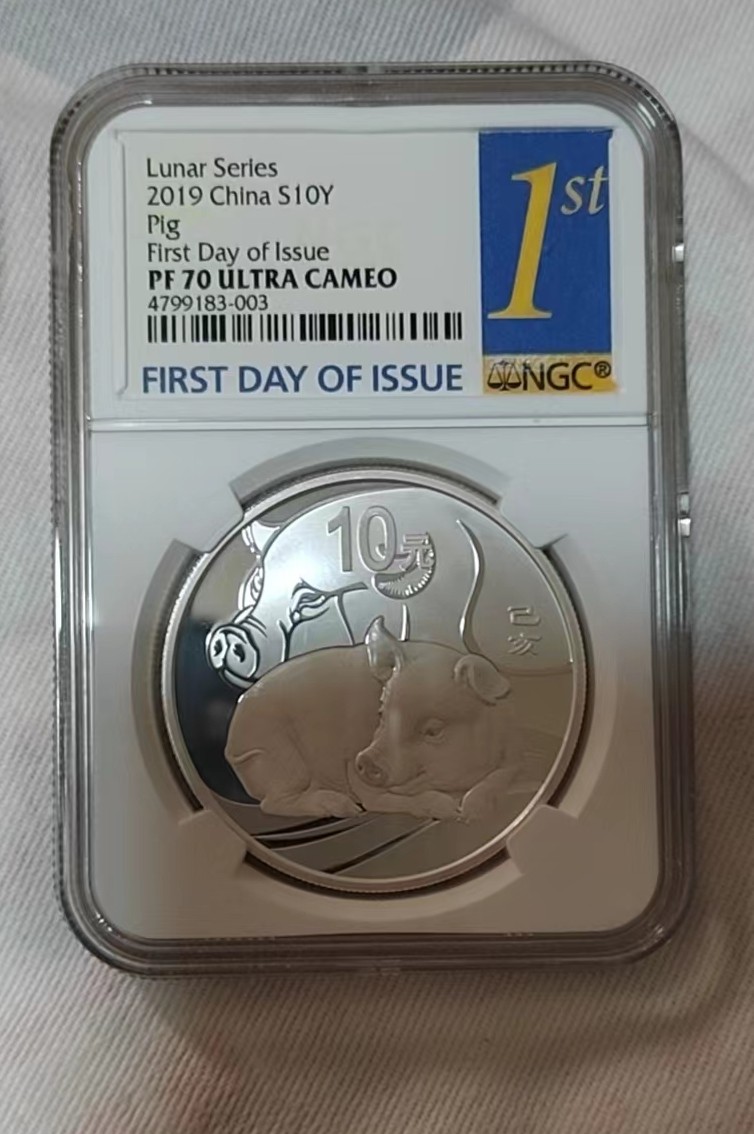 Lunar Series
2019 China S10Y
Pig
First Day of Issue
PF 70 ULTRA CAMEO
4799183-003
FIRST DAY OF ISSUE
1st
NGC®
10元
己
亥